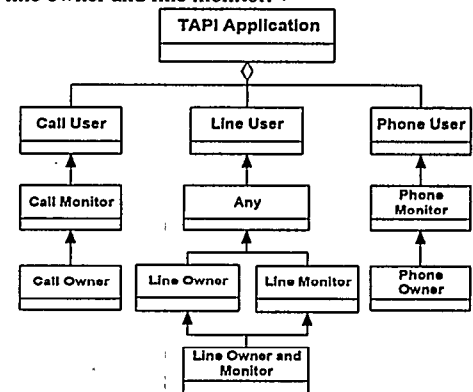 line owner and line monitor.
TAPI Application
Call User
Line User
Phone User
Call Monitor
Any
Phone
Monitor
Call Owner
Line Owner
Line Monitor
Phone
Owner
Line Owner and
Monitor